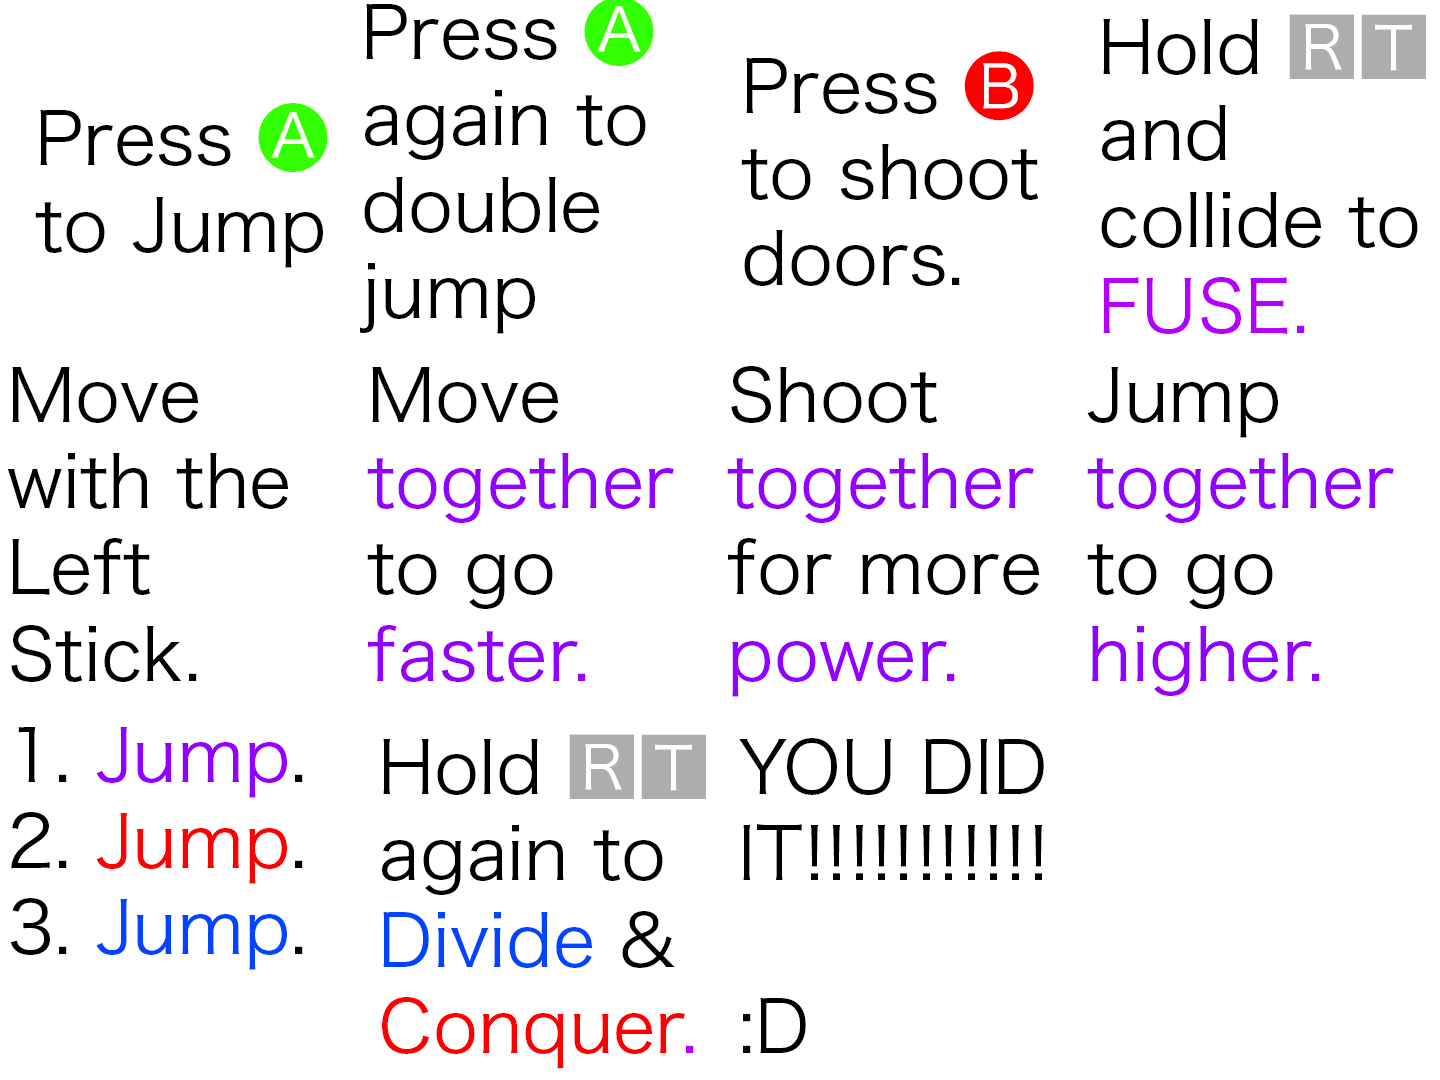 Press A
to Jump
Press A
again to
double
jump
Press B
to shoot
doors.
Hold RT
and
collide to
FUSE.
Move
with the
Left
Stick.
Move
together
to go
faster.
Shoot
together
for more
power.
Jump
together
to go
higher.
1. Jump.
2. Jump.
3. Jump.
Hold RT
again to
Divide &
Conquer.
YOU DID
IT!!!!!!!!!!!
:D